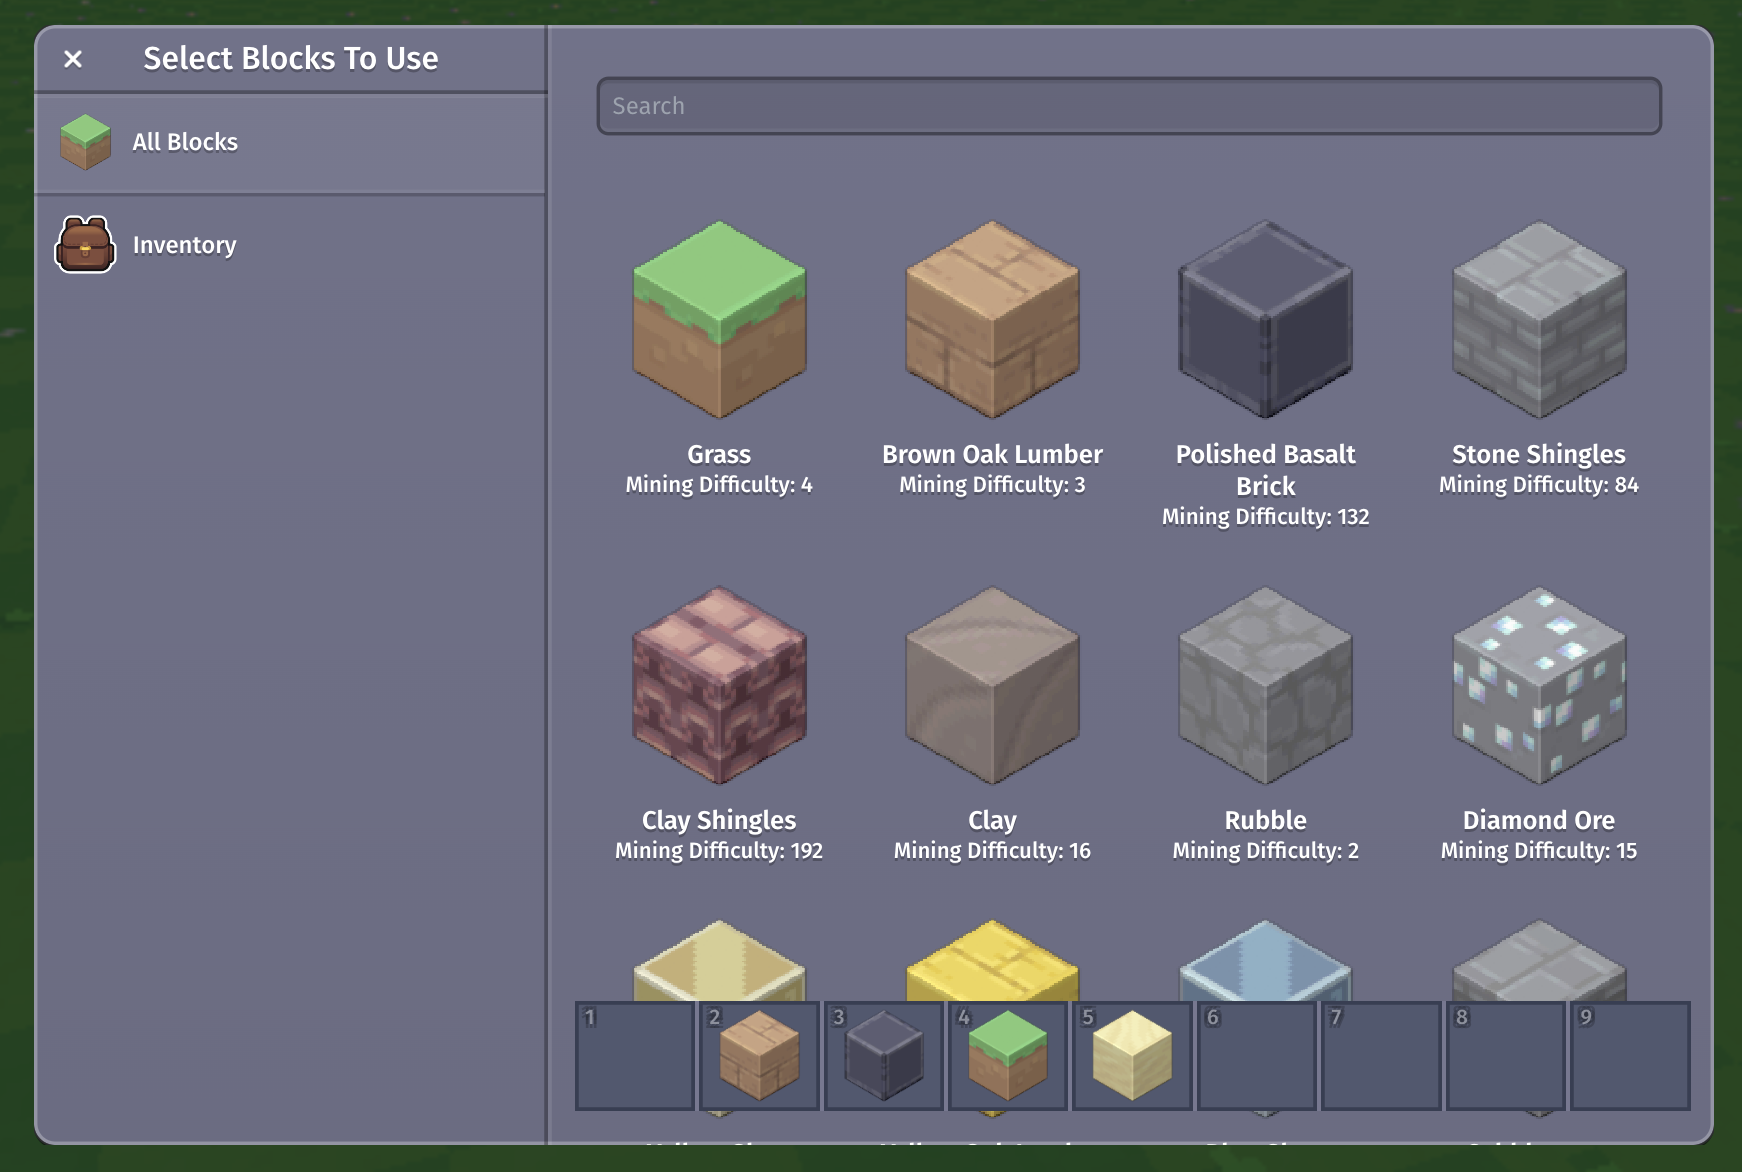 Select Blocks To Use
All Blocks
Inventory
Search
Grass
Mining Difficulty: 4
Brown Oak Lumber
Mining Difficulty: 3
Polished Basalt
Brick
Mining Difficulty: 132
Stone Shingles
Mining Difficulty: 84
Clay Shingles
Mining Difficulty: 192
Clay
Mining Difficulty: 16
Rubble
Mining Difficulty: 2
Diamond Ore
Mining Difficulty: 15
1
2
3
4
5
6
7
8
9